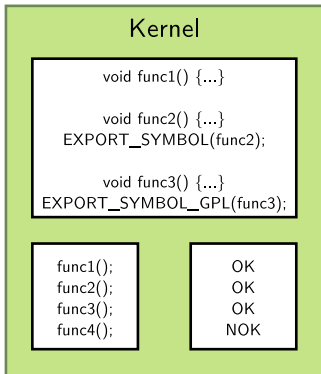 Kernel
void func1() {...}
void func2() {...}
EXPORT_SYMBOL(func2);
void func3() {...}
EXPORT_SYMBOL_GPL(func3);
func1();
func2();
func3();
func4();
OK
OK
OK
NOK